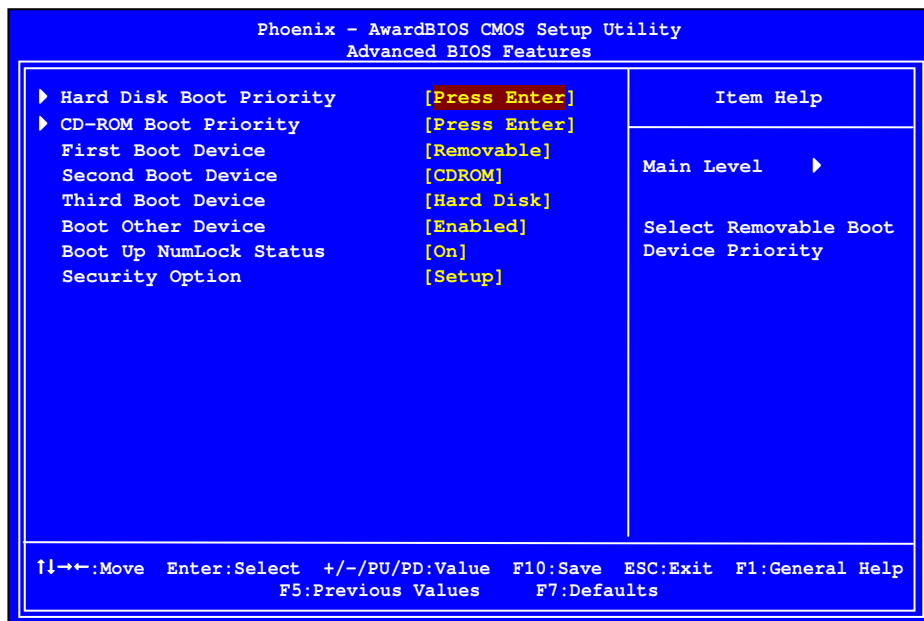 Phoenix – AwardBIOS CMOS Setup Utility
Advanced BIOS Features
Hard Disk Boot Priority [Press Enter]
CD-ROM Boot Priority [Press Enter]
First Boot Device [Removable]
Second Boot Device [CDROM]
Third Boot Device [Hard Disk]
Boot Other Device [Enabled]
Boot Up NumLock Status [On]
Security Option [Setup]
Item Help
Main Level
Select Removable Boot
Device Priority
↑↓→←:Move Enter:Select +/-/PU/PD:Value F10:Save ESC:Exit F1:General Help
F5:Previous Values F7:Defaults